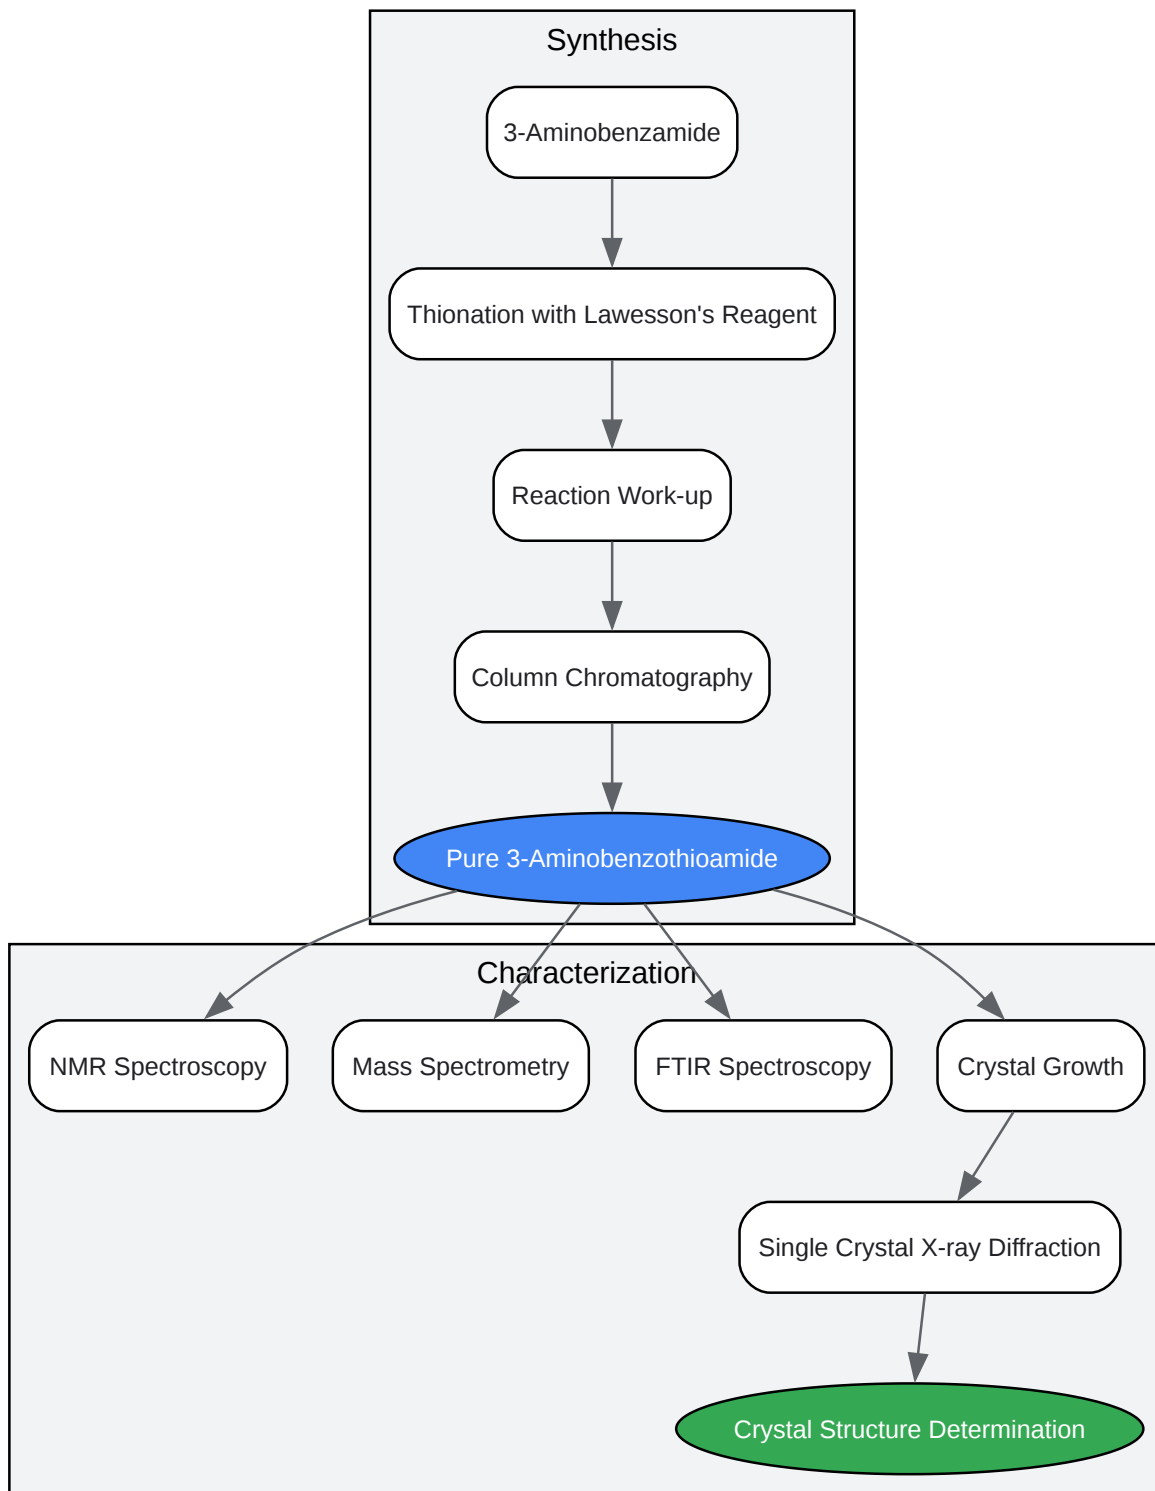 Synthesis
3-Aminobenzamide
Thionation with Lawesson's Reagent
Reaction Work-up
Column Chromatography
Pure 3-Aminobenzothioamide
Characterization
NMR Spectroscopy
Mass Spectrometry
FTIR Spectroscopy
Crystal Growth
Single Crystal X-ray Diffraction
Crystal Structure Determination